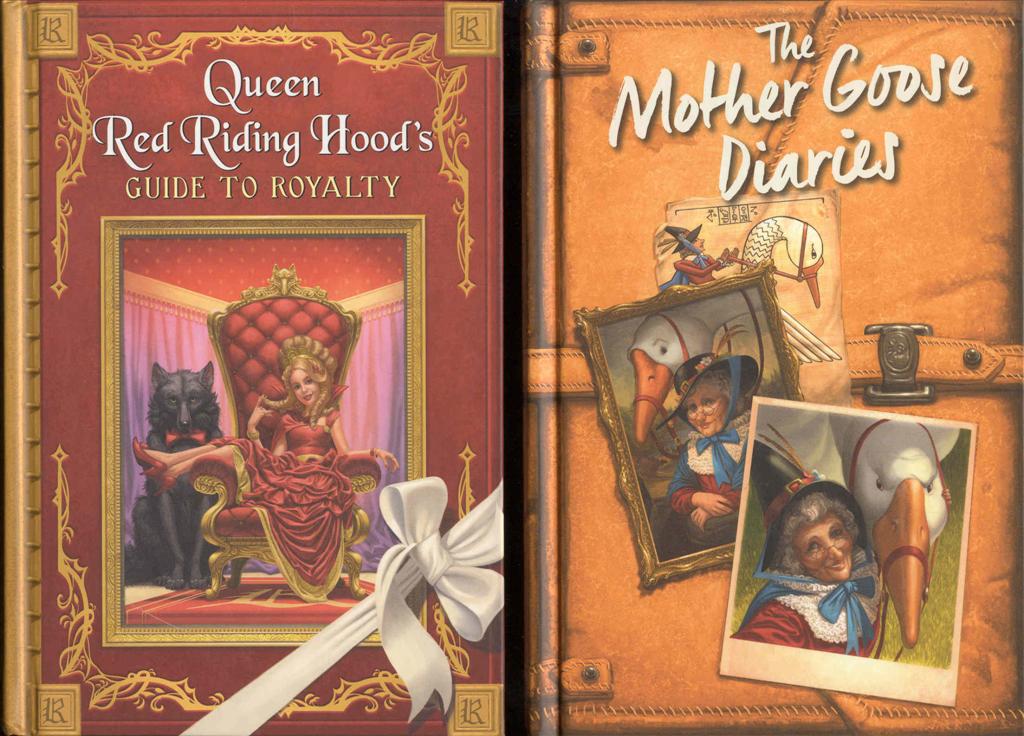 R
R
Queen
Red Riding Hood's
GUIDE TO ROYALTY
R
R
The
Mother Goose
Diaries